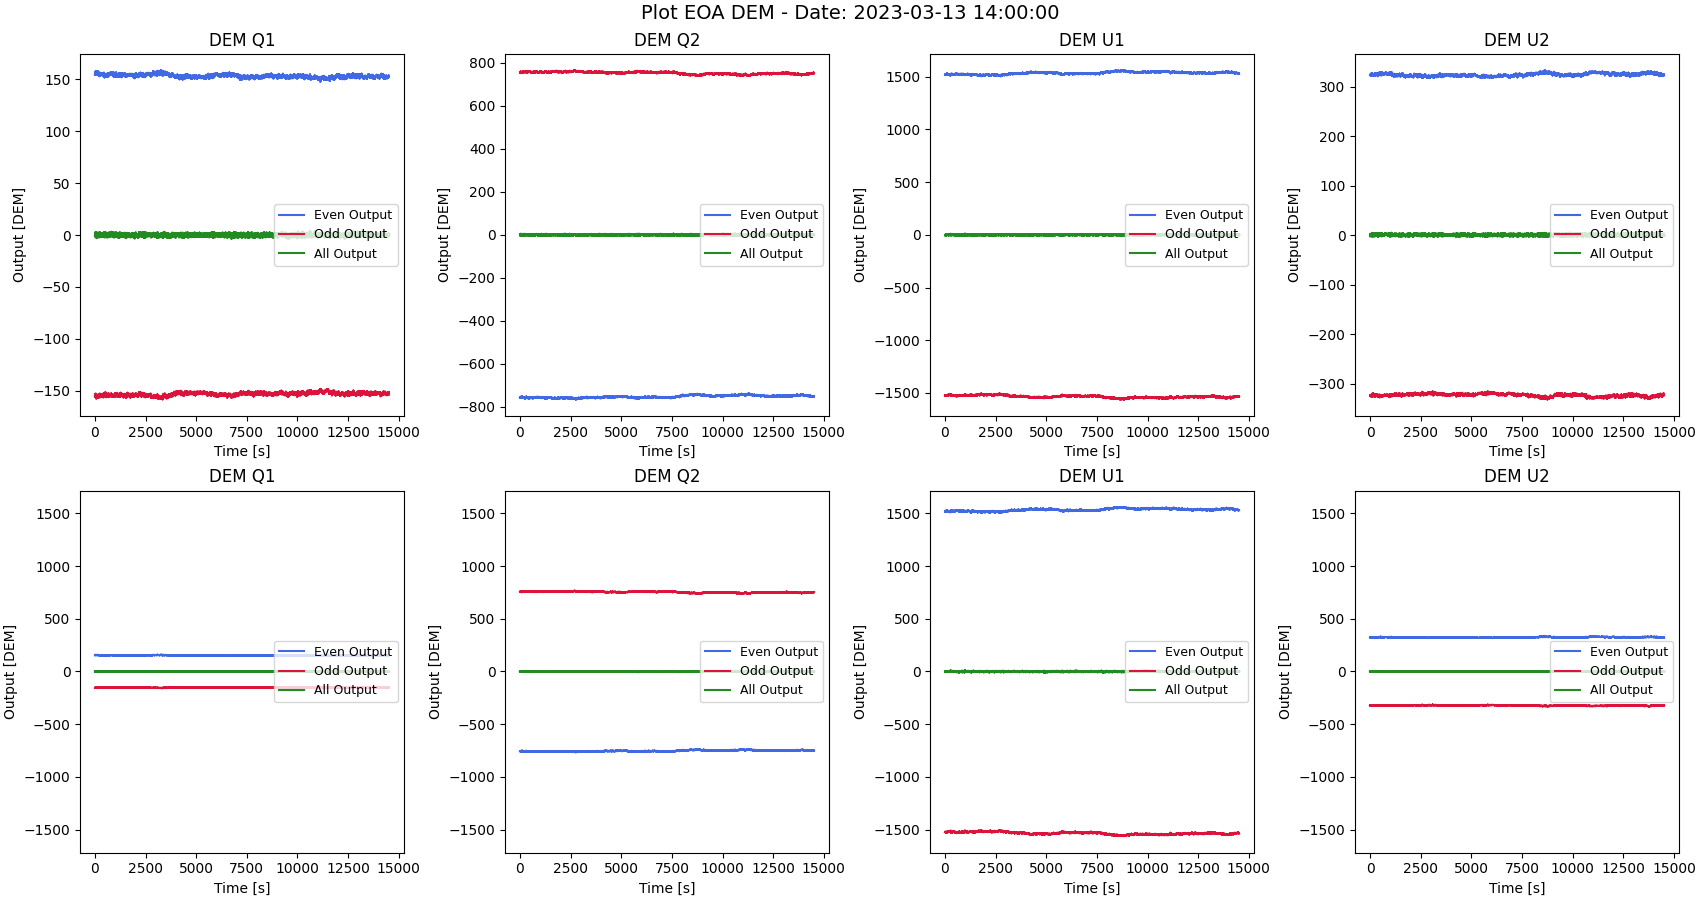 Plot EOA DEM - Date: 2023-03-13 14:00:00
DEM Q1
Output [DEM]
150
100
50
0
−50
−100
−150
Even Output
Odd Output
All Output
0 2500 5000 7500 10000 12500 15000
Time [s]
DEM Q2
Output [DEM]
800
600
400
200
0
−200
−400
−600
−800
Even Output
Odd Output
All Output
0 2500 5000 7500 10000 12500 15000
Time [s]
DEM U1
Output [DEM]
1500
1000
500
0
−500
−1000
−1500
Even Output
Odd Output
All Output
0 2500 5000 7500 10000 12500 15000
Time [s]
DEM U2
Output [DEM]
300
200
100
0
−100
−200
−300
Even Output
Odd Output
All Output
0 2500 5000 7500 10000 12500 15000
Time [s]
DEM Q1
Output [DEM]
1500
1000
500
0
−500
−1000
−1500
Even Output
Odd Output
All Output
0 2500 5000 7500 10000 12500 15000
Time [s]
DEM Q2
Output [DEM]
1500
1000
500
0
−500
−1000
−1500
Even Output
Odd Output
All Output
0 2500 5000 7500 10000 12500 15000
Time [s]
DEM U1
Output [DEM]
1500
1000
500
0
−500
−1000
−1500
Even Output
Odd Output
All Output
0 2500 5000 7500 10000 12500 15000
Time [s]
DEM U2
Output [DEM]
1500
1000
500
0
−500
−1000
−1500
Even Output
Odd Output
All Output
0 2500 5000 7500 10000 12500 15000
Time [s]